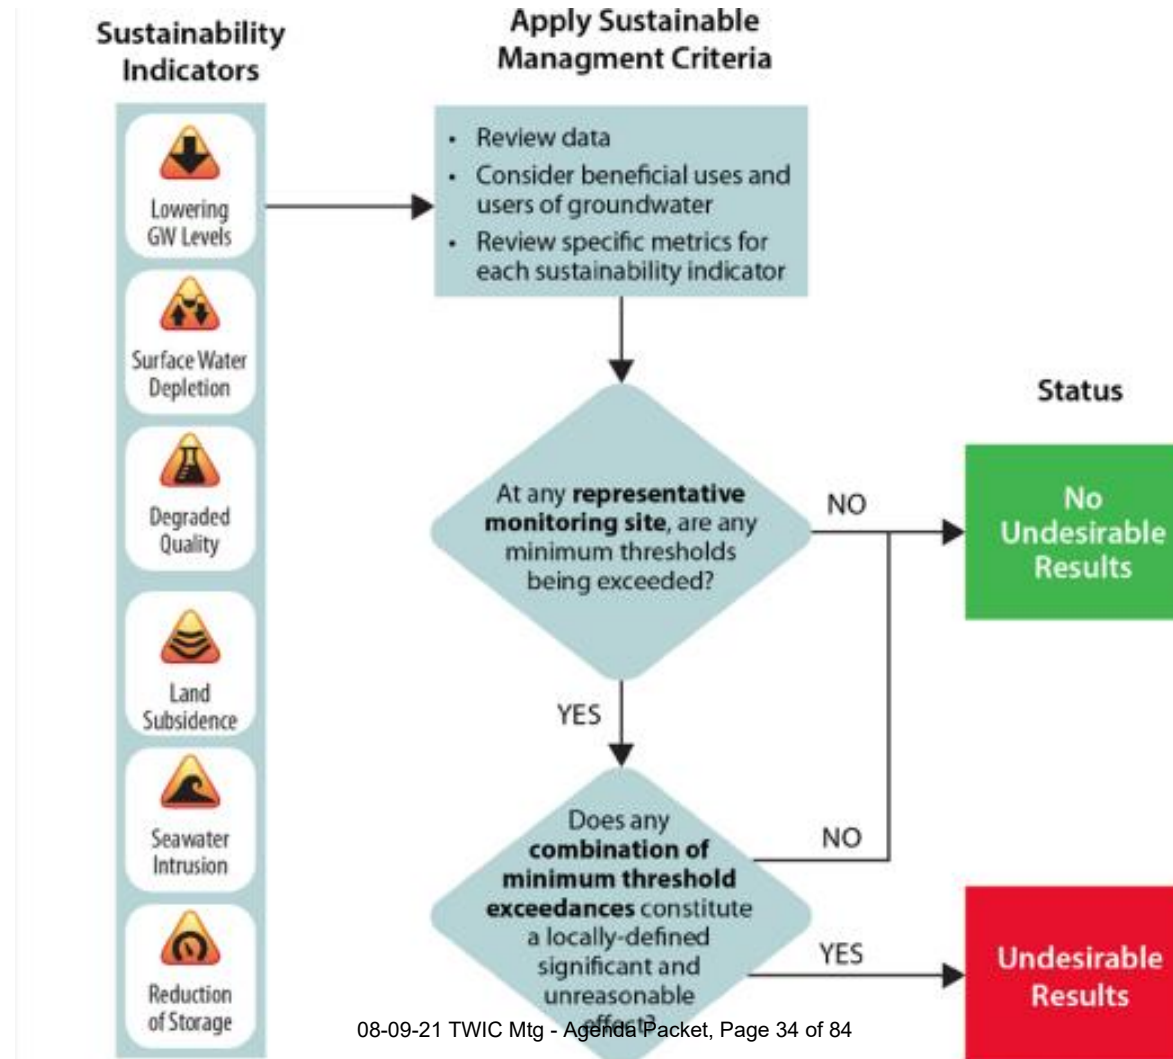 Sustainability
Indicators
Lowering
GW Levels
Surface Water
Depletion
Degraded
Quality
Land
Subsidence
Seawater
Intrusion
Reduction
of Storage
Apply Sustainable
Managment Criteria
• Review data
• Consider beneficial uses and
users of groundwater
• Review specific metrics for
each sustainability indicator
At any representative
monitoring site, are any
minimum thresholds
being exceeded?
NO
YES
Does any
combination of
minimum threshold
exceedances constitute
a locally-defined
significant and
unreasonable
effect?
NO
YES
Status
No
Undesirable
Results
Undesirable
Results
08-09-21 TWIC Mtg - Agenda Packet, Page 34 of 84